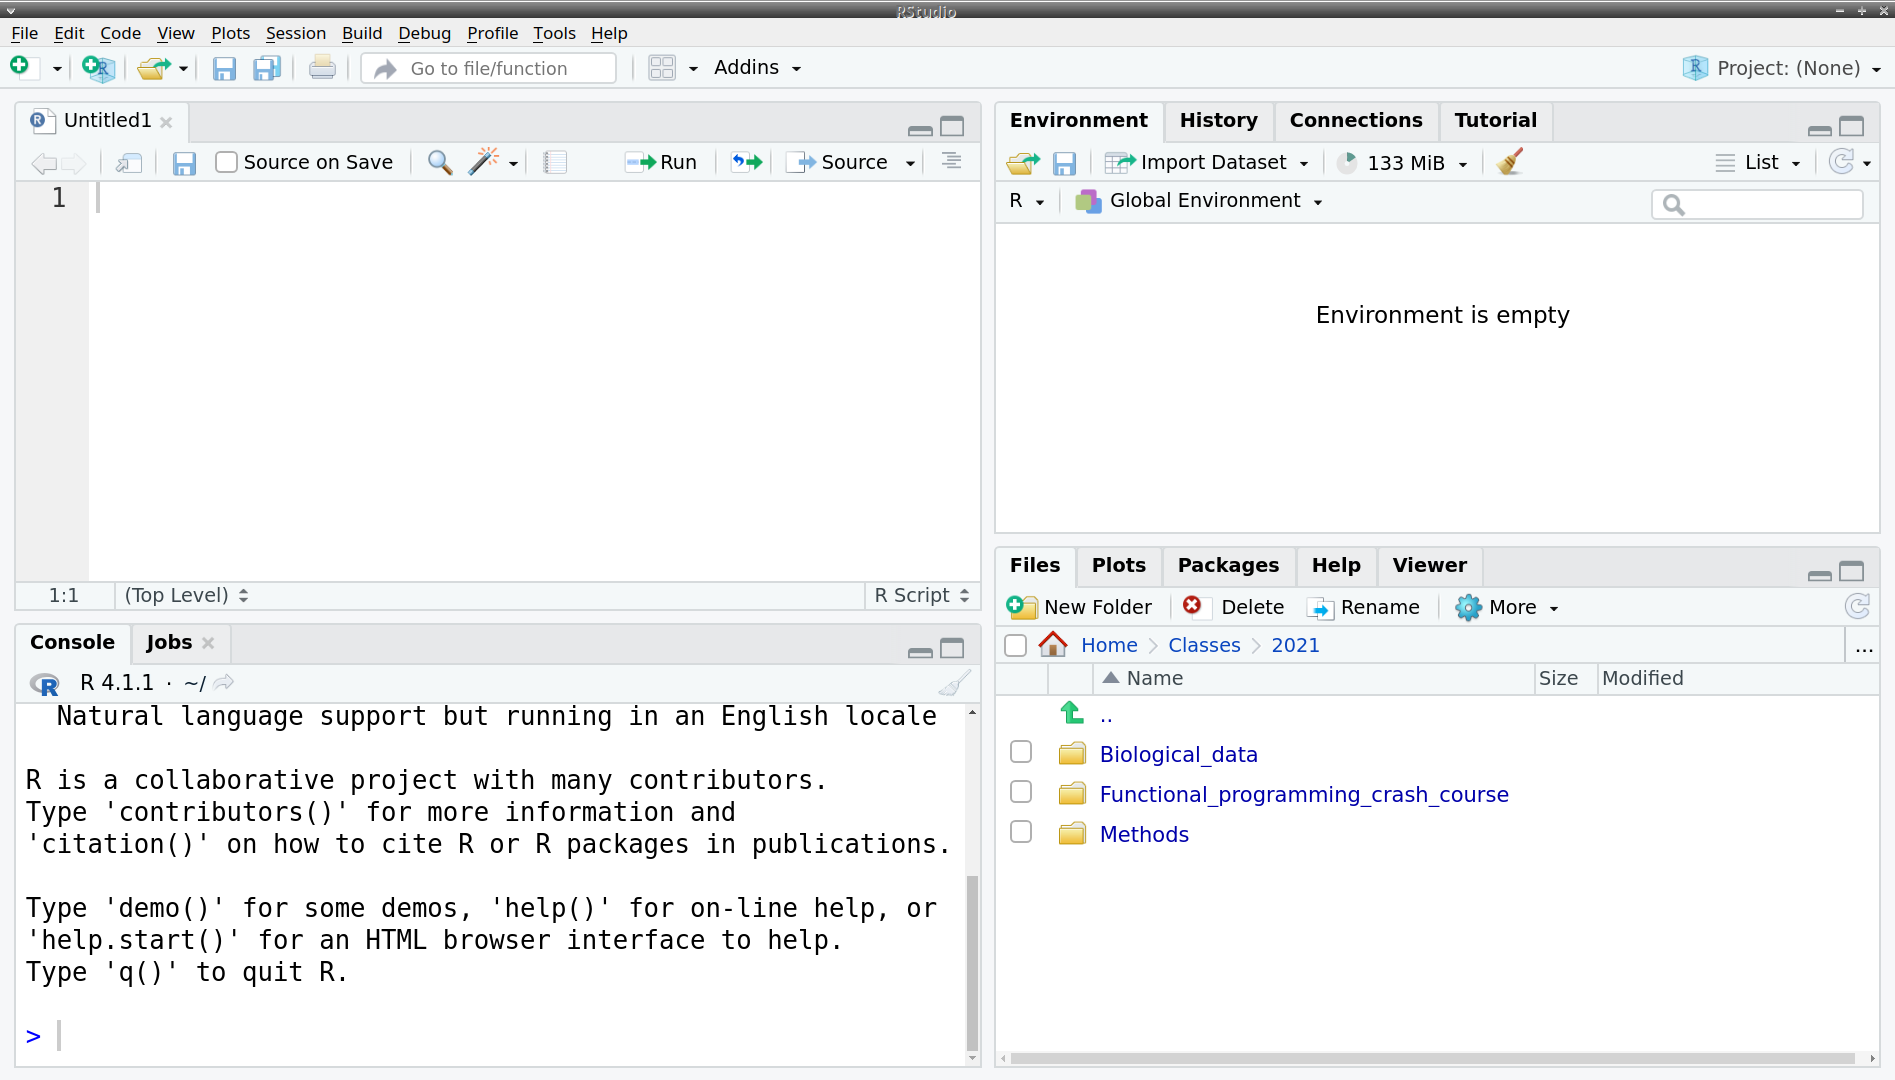 RStudio
File Edit Code View Plots Session Build Debug Profile Tools Help
Go to file/function Addins Project: (None)
Untitled1
Source on Save Run Source
1
1:1 (Top Level) R Script
Console Jobs
R 4.1.1 · ~/
Natural language support but running in an English locale
R is a collaborative project with many contributors.
Type 'contributors()' for more information and
'citation()' on how to cite R or R packages in publications.
Type 'demo()' for some demos, 'help()' for on-line help, or
'help.start()' for an HTML browser interface to help.
Type 'q()' to quit R.
>
Environment History Connections Tutorial
Import Dataset 133 MiB List
R Global Environment
Environment is empty
Files Plots Packages Help Viewer
New Folder Delete Rename More
Home Classes 2021 ...
Name Size Modified
..
Biological_data
Functional_programming_crash_course
Methods